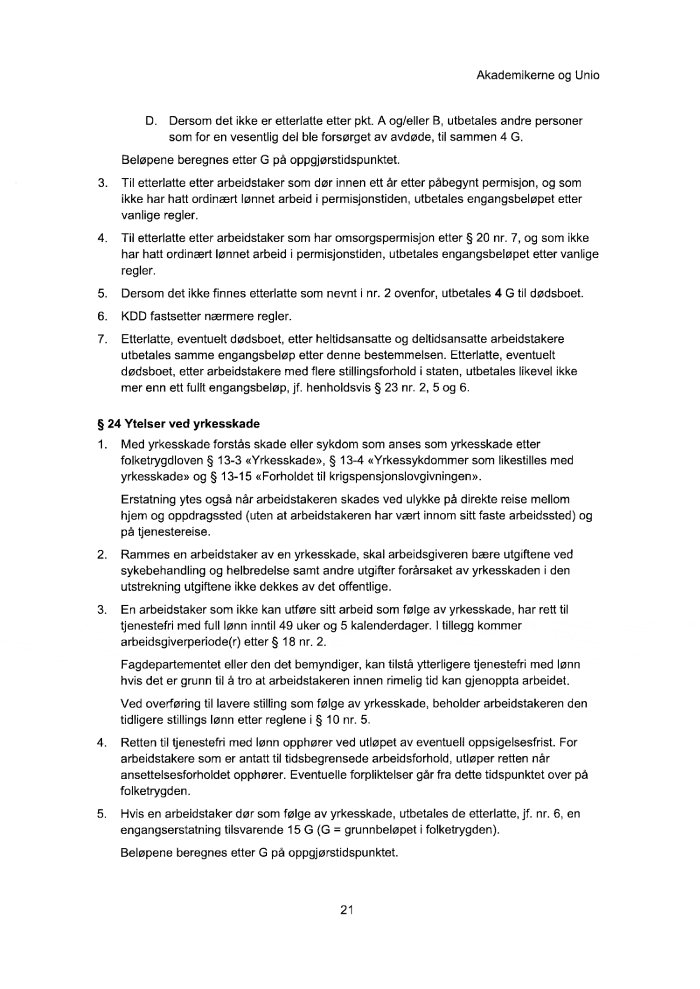 Akademikerne og Unio
D. Dersom det ikke er etterlatte etter pkt. A og/eller B, utbetales andre personer
som for en vesentlig del ble forsørget av avdøde, til sammen 4 G.
Beløpene beregnes etter G på oppgjørstidspunktet.
3. Til etterlatte etter arbeidstaker som dør innen ett år etter påbegynt permisjon, og som
ikke har hatt ordinært lønnet arbeid i permisjonstiden, utbetales engangsbeløpet etter
vanlige regler.
4. Til etterlatte etter arbeidstaker som har omsorgspermisjon etter § 20 nr. 7, og som ikke
har hatt ordinært lønnet arbeid i permisjonstiden, utbetales engangsbeløpet etter vanlige
regler.
5. Dersom det ikke finnes etterlatte som nevnt i nr. 2 ovenfor, utbetales 4 G til dødsboet.
6. KDD fastsetter nærmere regler.
7. Etterlatte, eventuelt dødsboet, etter heltidsansatte og deltidsansatte arbeidstakere
utbetales samme engangsbeløp etter denne bestemmelsen. Etterlatte, eventuelt
dødsboet, etter arbeidstakere med flere stillingsforhold i staten, utbetales likevel ikke
mer enn ett fullt engangsbeløp, jf. henholdsvis § 23 nr. 2, 5 og 6.
§ 24 Ytelser ved yrkesskade
1. Med yrkesskade forstås skade eller sykdom som anses som yrkesskade etter
folketrygdloven § 13-3 «Yrkesskade», § 13-4 «Yrkessykdommer som likestilles med
yrkesskade» og § 13-15 «Forholdet til krigspensjonslovgivningen».
Erstatning ytes også når arbeidstakeren skades ved ulykke på direkte reise mellom
hjem og oppdragssted (uten at arbeidstakeren har vært innom sitt faste arbeidssted) og
på tjenestereise.
2. Rammes en arbeidstaker av en yrkesskade, skal arbeidsgiveren bære utgiftene ved
sykebehandling og helbredelse samt andre utgifter forårsaket av yrkesskaden i den
utstrekning utgiftene ikke dekkes av det offentlige.
3. En arbeidstaker som ikke kan utføre sitt arbeid som følge av yrkesskade, har rett til
tjenestefri med full lønn inntil 49 uker og 5 kalenderdager. I tillegg kommer
arbeidsgiverperiode(r) etter § 18 nr. 2.
Fagdepartementet eller den det bemyndiger, kan tilstå ytterligere tjenestefri med lønn
hvis det er grunn til å tro at arbeidstakeren innen rimelig tid kan gjenoppta arbeidet.
Ved overføring til lavere stilling som følge av yrkesskade, beholder arbeidstakeren den
tidligere stillings lønn etter reglene i § 10 nr. 5.
4. Retten til tjenestefri med lønn opphører ved utløpet av eventuell oppsigelsesfrist. For
arbeidstakere som er antatt til tidsbegrensede arbeidsforhold, utløper retten når
ansettelsesforholdet opphører. Eventuelle forpliktelser går fra dette tidspunktet over på
folketrygden.
5. Hvis en arbeidstaker dør som følge av yrkesskade, utbetales de etterlatte, jf. nr. 6, en
engangserstatning tilsvarende 15 G (G = grunnbeløpet i folketrygden).
Beløpene beregnes etter G på oppgjørstidspunktet.
21